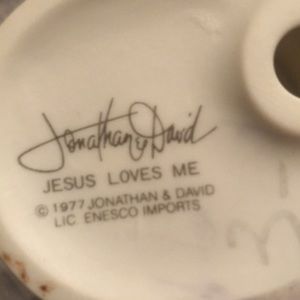 Jonathan & David
JESUS LOVES ME
© 1977 JONATHAN & DAVID
LIC. ENESCO IMPORTS